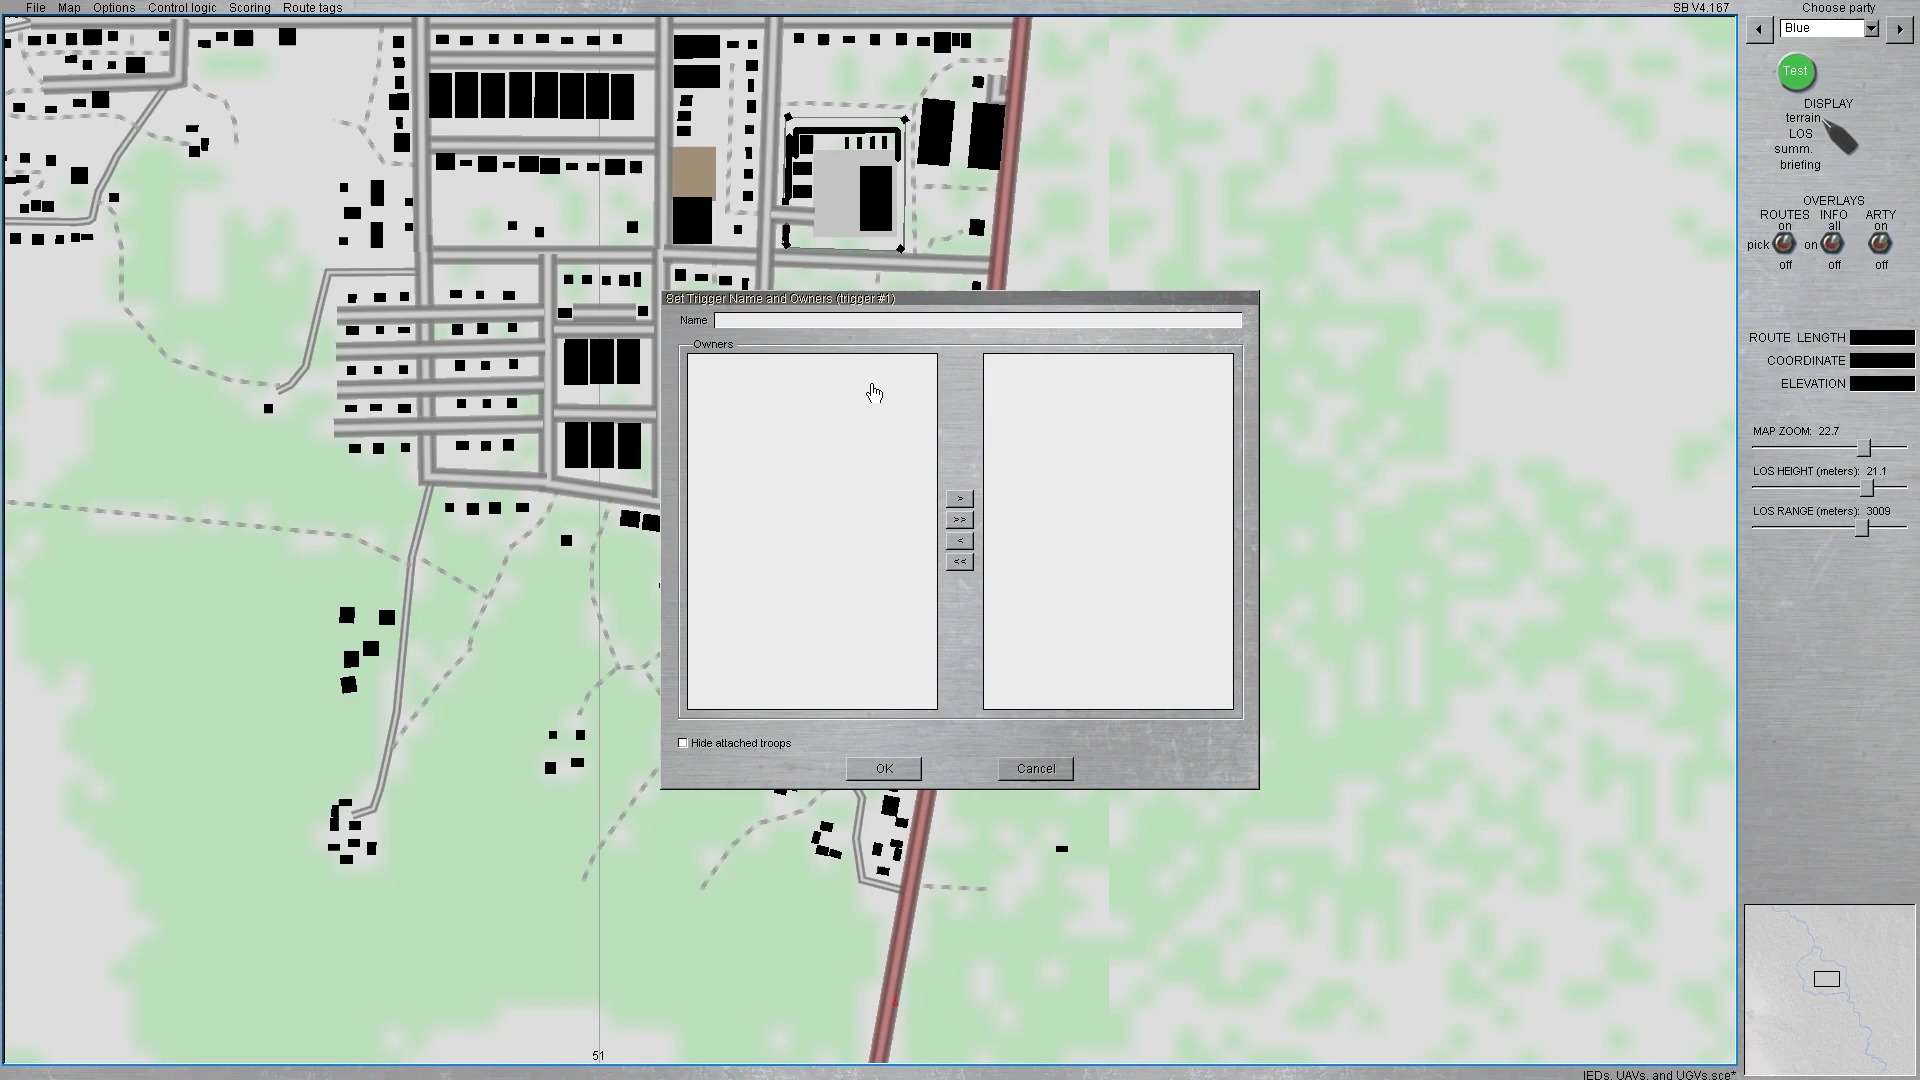 File Map Options Control logic Scoring Route tags
SB V4.167
Choose party
Blue
Test
DISPLAY
terrain
LOS
summ.
briefing
OVERLAYS
ROUTES INFO ARTY
on all on
pick on
off off off
Set Trigger Name and Owners (trigger #1)
Name
Owners
>
>>
<
<<
Hide attached troops
OK Cancel
ROUTE LENGTH
COORDINATE
ELEVATION
MAP ZOOM: 22.7
LOS HEIGHT (meters): 21.1
LOS RANGE (meters): 3009
51
IEDs, UAVs, and UGVs.sce*